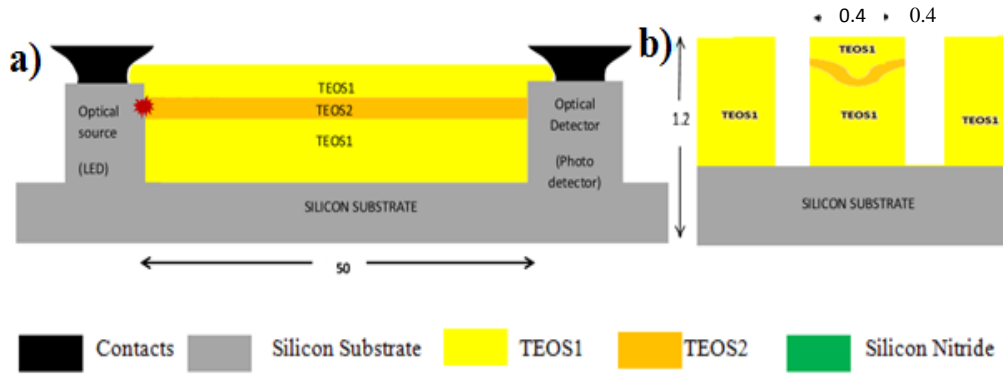 a)
Optical
source
(LED)
TEOS1
TEOS2
TEOS1
Optical
Detector
(Photo
detector)
SILICON SUBSTRATE
50
b)
0.4 0.4
1.2
TEOS1
TEOS1
TEOS1
TEOS1
SILICON SUBSTRATE
Contacts Silicon Substrate TEOS1 TEOS2 Silicon Nitride